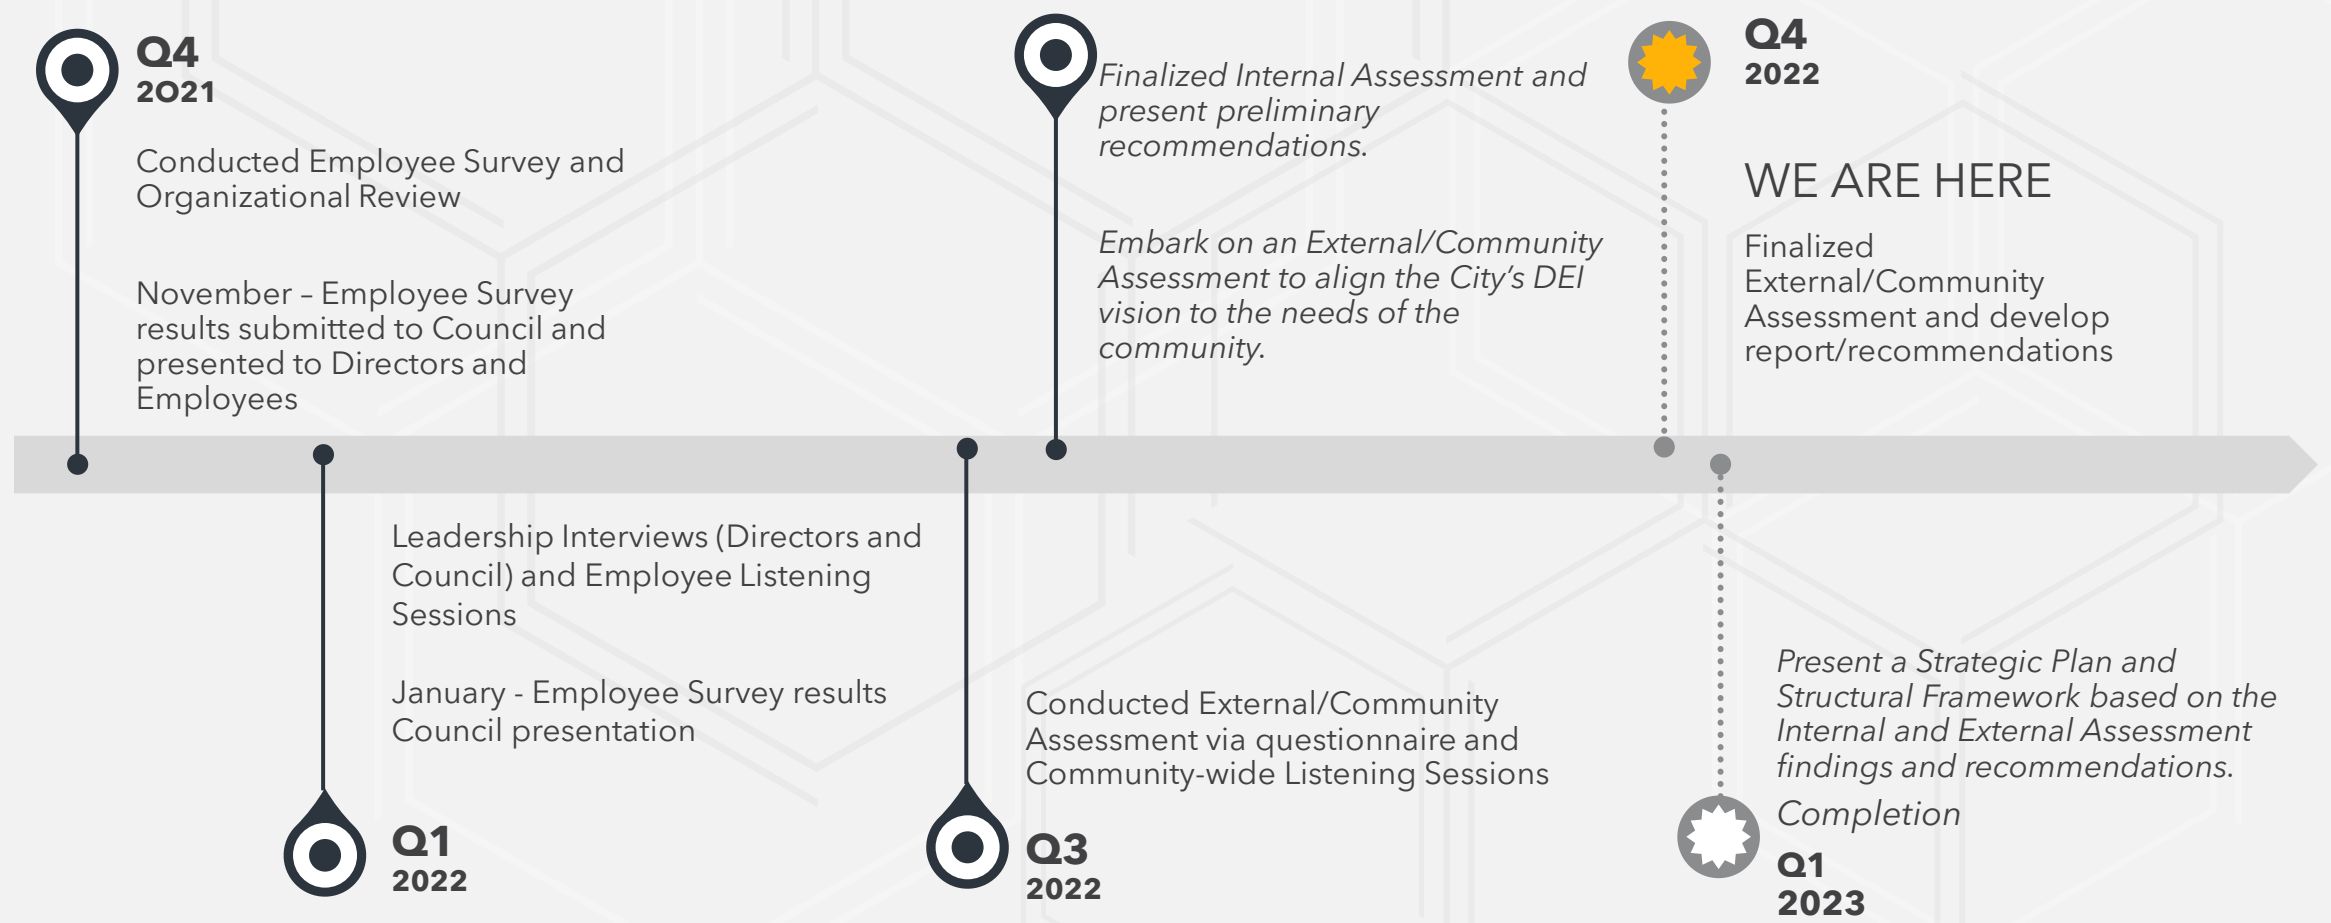 Q4
2021
Conducted Employee Survey and
Organizational Review
November – Employee Survey
results submitted to Council and
presented to Directors and
Employees
Leadership Interviews (Directors and
Council) and Employee Listening
Sessions
January - Employee Survey results
Council presentation
Q1
2022
Finalized Internal Assessment and
present preliminary
recommendations.
Embark on an External/Community
Assessment to align the City’s DEI
vision to the needs of the
community.
Conducted External/Community
Assessment via questionnaire and
Community-wide Listening Sessions
Q3
2022
Q4
2022
WE ARE HERE
Finalized
External/Community
Assessment and develop
report/recommendations
Present a Strategic Plan and
Structural Framework based on the
Internal and External Assessment
findings and recommendations.
Completion
Q1
2023